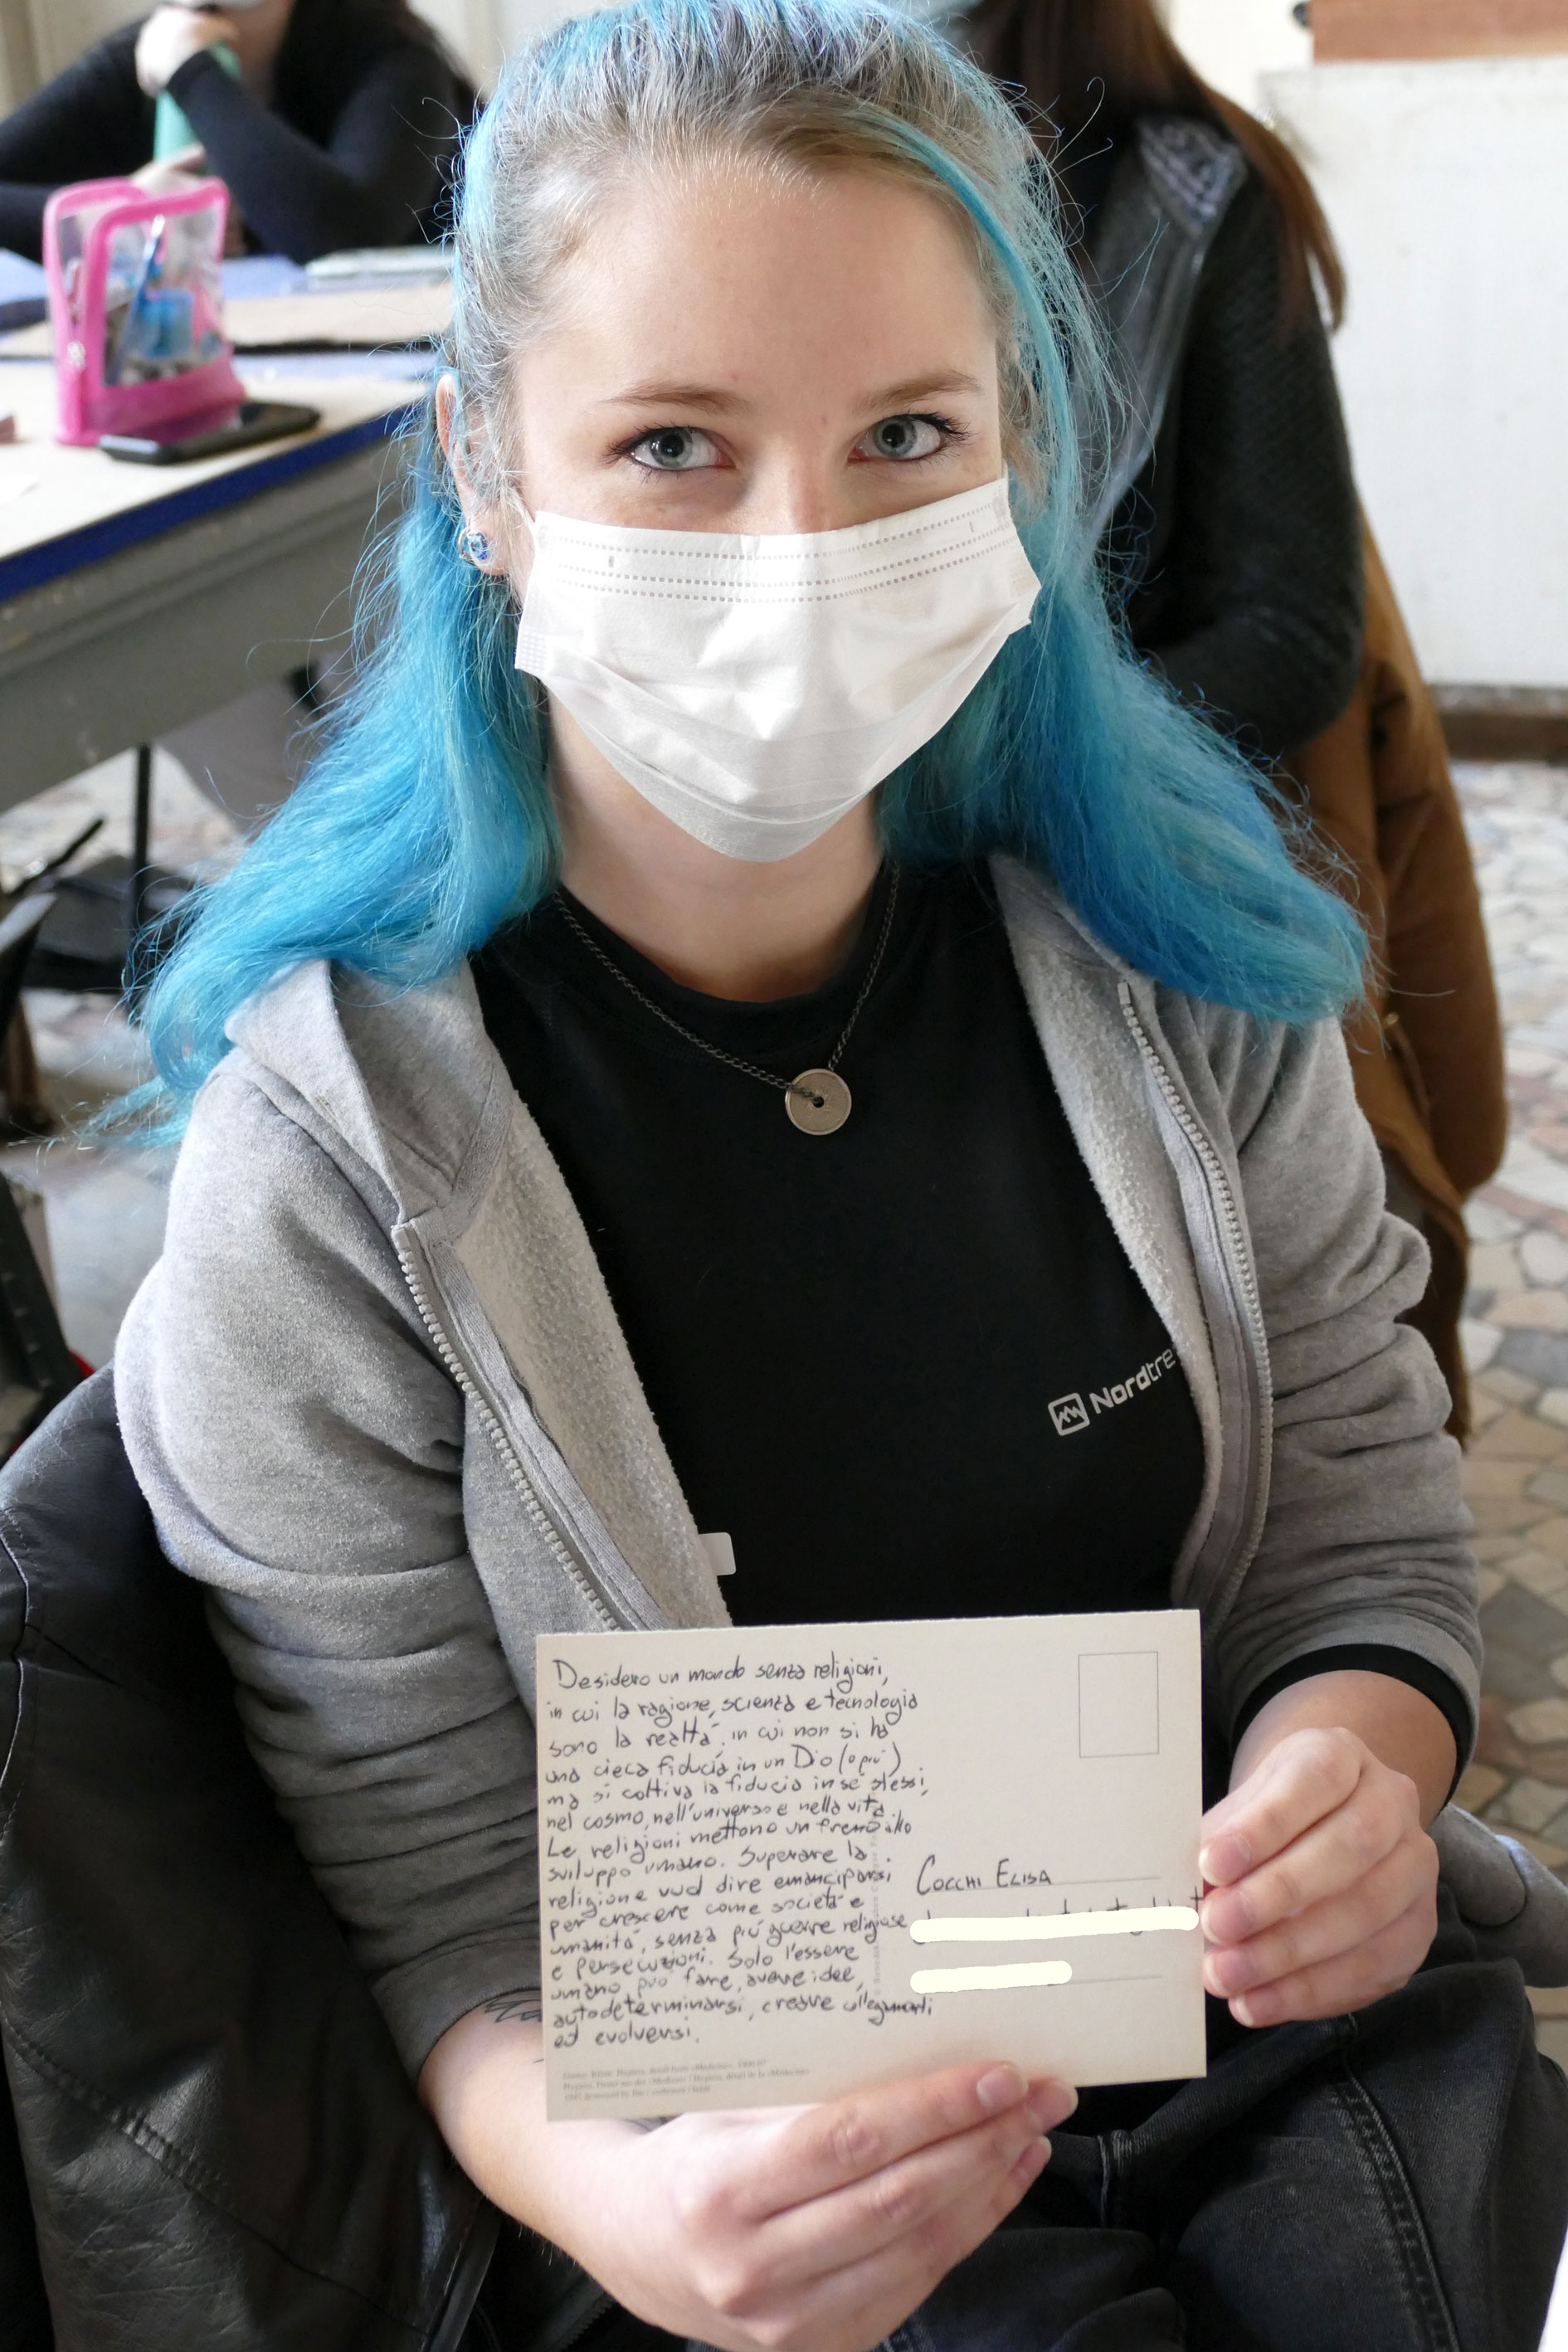 Nordtre
Desidero un mondo senza religioni,
in cui la ragione, scienza e tecnologia
sono la realtà, in cui non si ha
una cieca fiducia in un Dio (o più)
ma si coltiva la fiducia in sé stessi,
nel cosmo, nell'universo e nella vita.
Le religioni mettono un freno allo
sviluppo umano. Superare la
religione vuol dire emanciparsi
per crescere come società e
umanità, senza più guerre religiose
e persecuzioni. Solo l'essere
umano può fare, avere idee,
autodeterminarsi, creare collegamenti
ed evolversi.
COCCHI ELISA